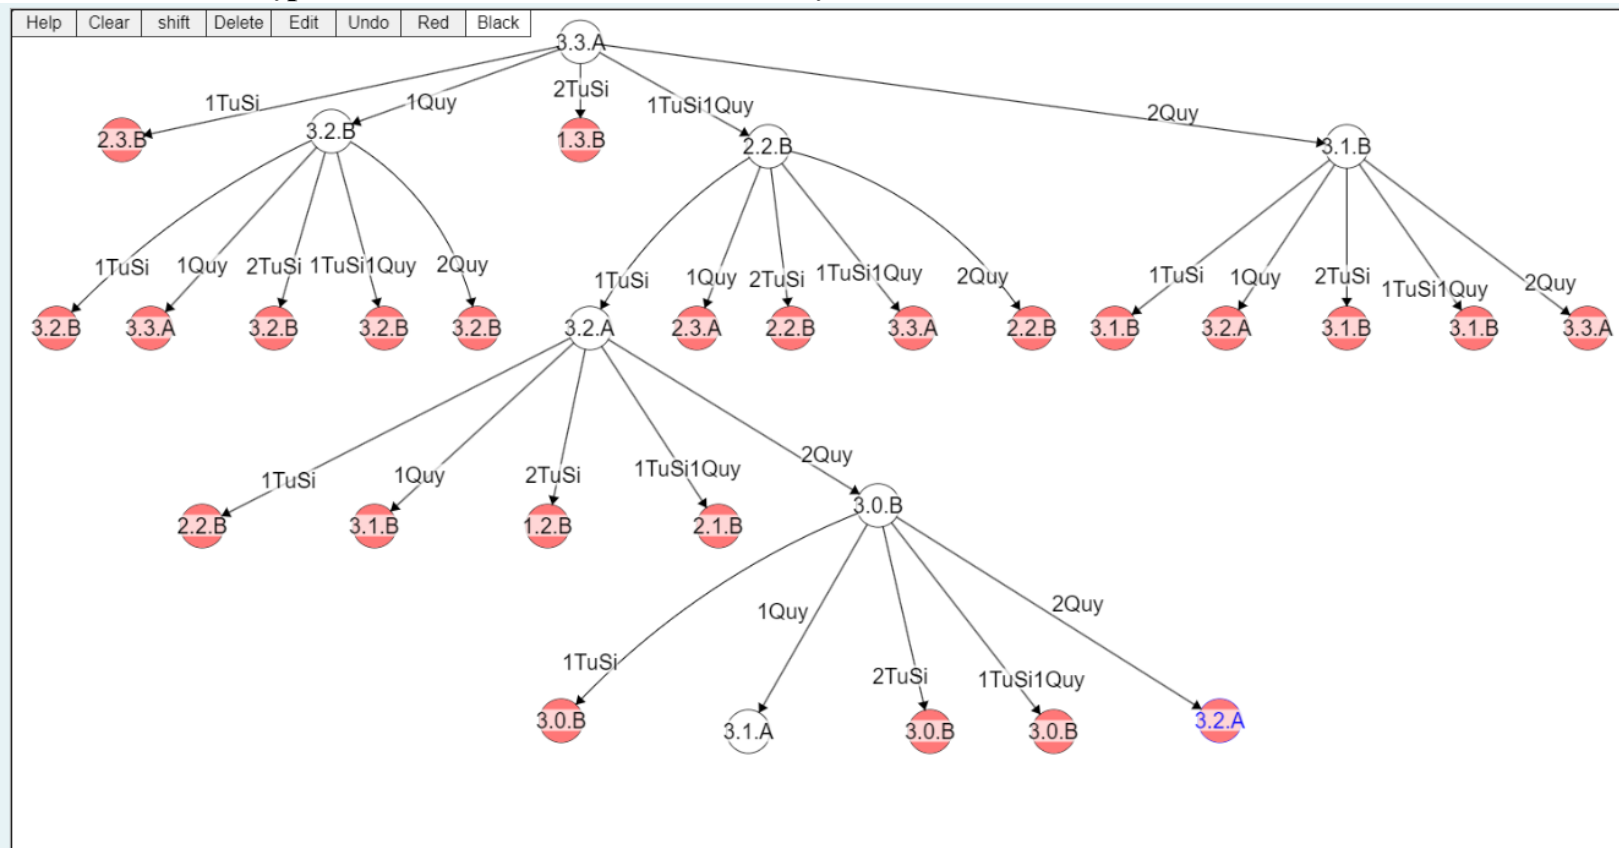 Help Clear shift Delete Edit Undo Red Black
3.3.A
1TuSi 1Quy 2TuSi 1TuSi1Quy 2Quy
2.3.B 3.2.B 1.3.B 2.2.B 3.1.B
1TuSi 1Quy 2TuSi 1TuSi1Quy 2Quy 1TuSi 1Quy 2TuSi 1TuSi1Quy 2Quy 1TuSi 1Quy 2TuSi 1TuSi1Quy 2Quy
3.2.B 3.3.A 3.2.B 3.2.B 3.2.B 3.2.A 2.3.A 2.2.B 3.3.A 2.2.B 3.1.B 3.2.A 3.1.B 3.1.B 3.3.A
1TuSi 1Quy 2TuSi 1TuSi1Quy 2Quy
2.2.B 3.1.B 1.2.B 2.1.B 3.0.B
1TuSi 1Quy 2TuSi 1TuSi1Quy 2Quy
3.0.B 3.1.A 3.0.B 3.0.B 3.2.A